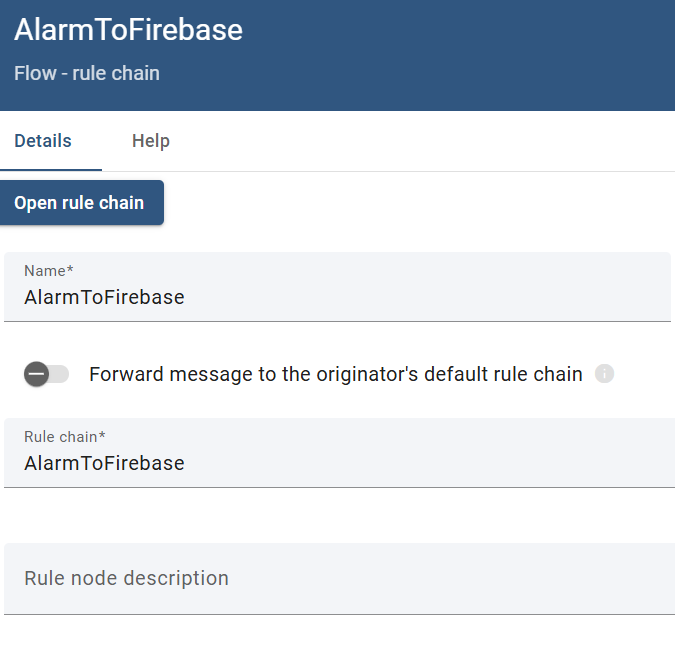 AlarmToFirebase
Flow - rule chain
Details Help
Open rule chain
Name*
AlarmToFirebase
Forward message to the originator's default rule chain
Rule chain*
AlarmToFirebase
Rule node description